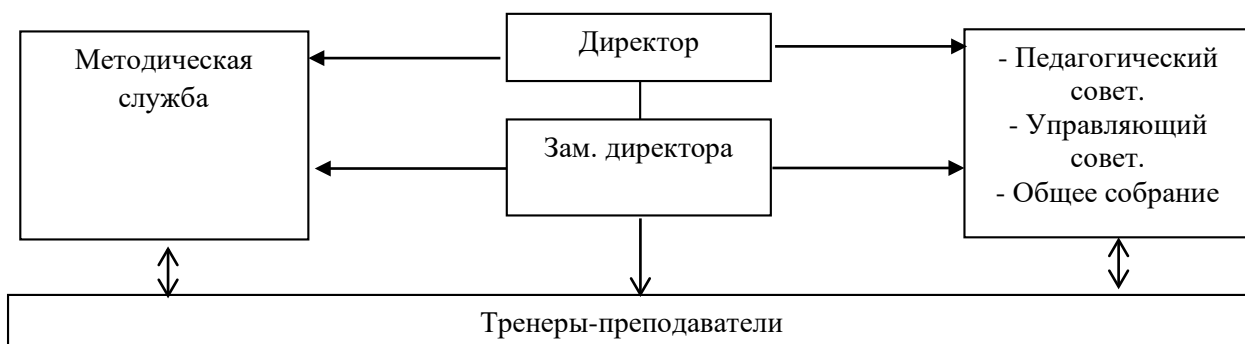 Методическая
служба
Директор
Зам. директора
- Педагогический
совет.
- Управляющий
совет.
- Общее собрание
Тренеры-преподаватели